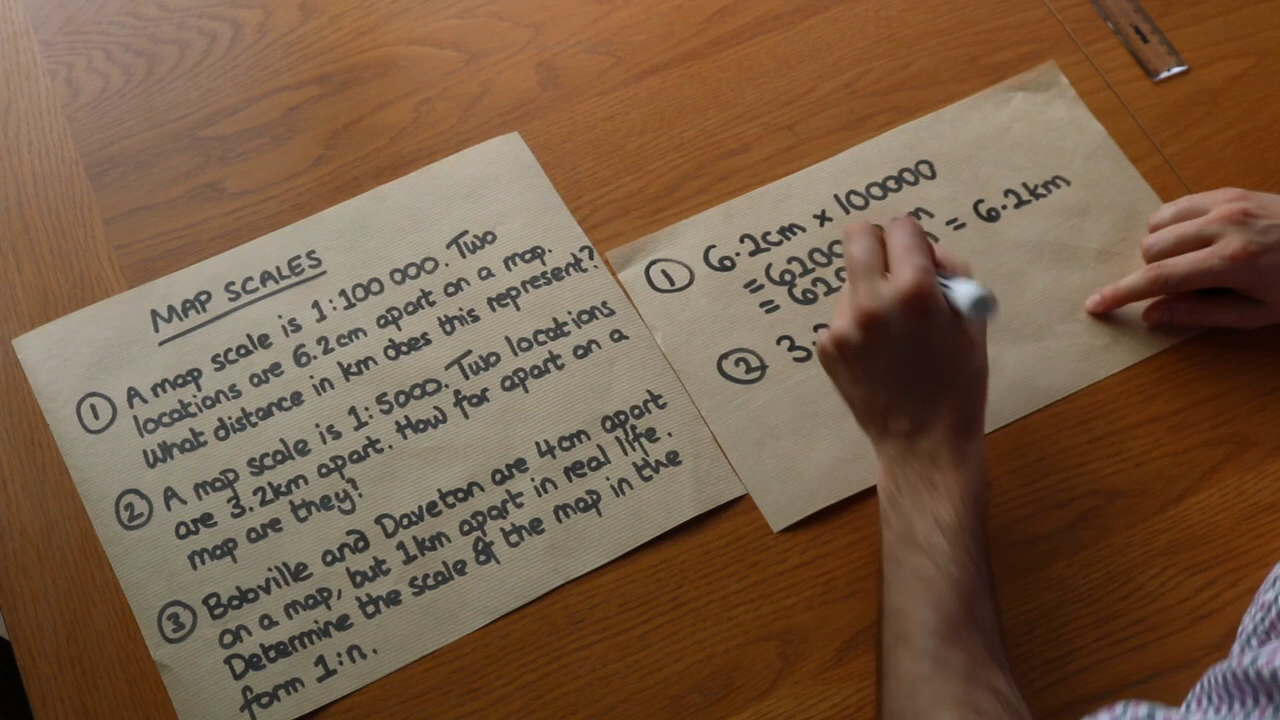 MAP SCALES
① A map scale is 1:100 000. Two
locations are 6.2cm apart on a map.
What distance in km does this represent?
② A map scale is 1:5000. Two locations
are 3.2km apart. How far apart on a
map are they?
③ Bobville and Daveton are 4cm apart
on a map, but 1km apart in real life.
Determine the scale of the map in the
form 1:n.
① 6.2cm × 100000
=
= = 6.2km
②